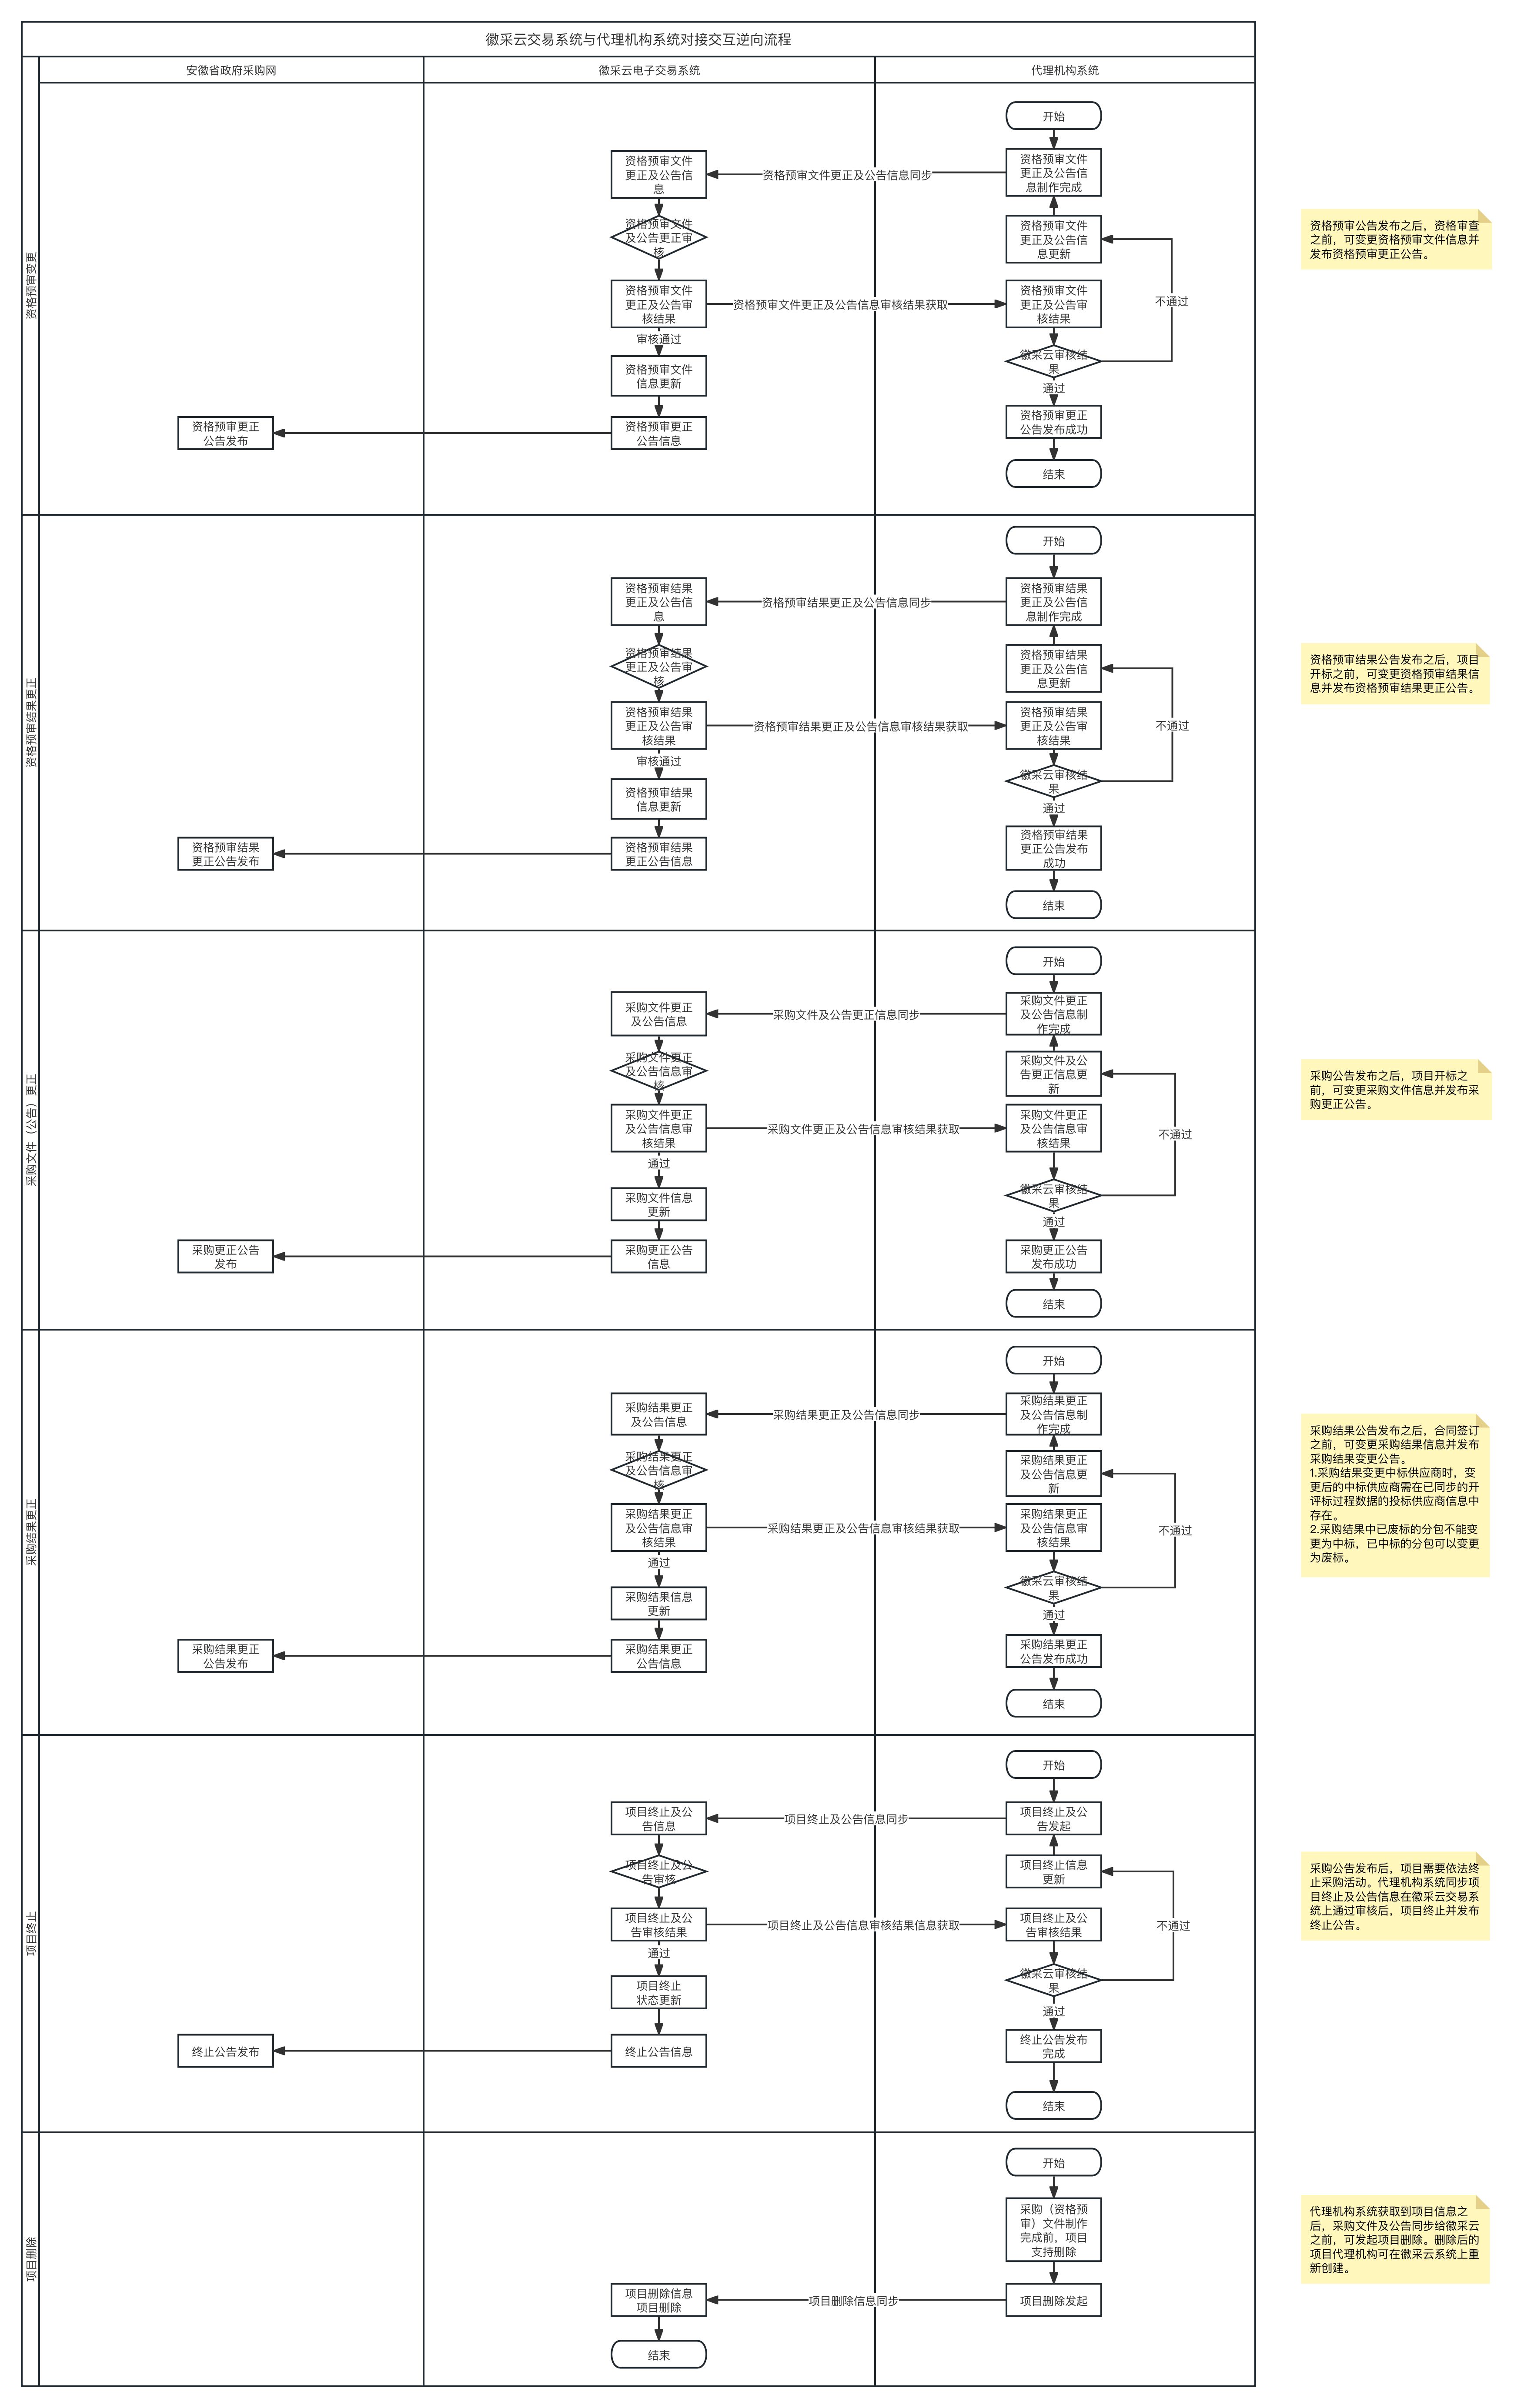 徽采云交易系统与代理机构系统对接交互逆向流程
安徽省政府采购网
徽采云电子交易系统
代理机构系统
资格预审变更
开始
资格预审文件
更正及公告信
息制作完成
资格预审文件更正及公告信息同步
资格预审文件
更正及公告信
息
资格预审文件
及公告更正审
核
资格预审文件
更正及公告信
息更新
资格预审文件
更正及公告审
核结果
资格预审文件更正及公告信息审核结果获取
资格预审文件
更正及公告审
核结果
不通过
审核通过
徽采云审核结
果
资格预审文件
信息更新
通过
资格预审更正
公告发布
资格预审更正
公告信息
资格预审更正
公告发布成功
结束
资格预审公告发布之后，资格审查
之前，可变更资格预审文件信息并
发布资格预审更正公告。
资格预审结果更正
开始
资格预审结果
更正及公告信
息制作完成
资格预审结果更正及公告信息同步
资格预审结果
更正及公告信
息
资格预审结果
更正及公告审
核
资格预审结果
更正及公告信
息更新
资格预审结果
更正及公告审
核结果
资格预审结果更正及公告信息审核结果获取
资格预审结果
更正及公告审
核结果
不通过
审核通过
徽采云审核结
果
资格预审结果
信息更新
通过
资格预审结果
更正公告发布
资格预审结果
更正公告信息
资格预审结果
更正公告发布
成功
结束
资格预审结果公告发布之后，项目
开标之前，可变更资格预审结果信
息并发布资格预审结果更正公告。
采购文件（公告）更正
开始
采购文件更正
及公告信息制
作完成
采购文件及公告更正信息同步
采购文件更正
及公告信息
采购文件更正
及公告信息审
核
采购文件及公
告更正信息更
新
采购文件更正
及公告信息审
核结果
采购文件更正及公告信息审核结果获取
采购文件更正
及公告信息审
核结果
不通过
通过
徽采云审核结
果
采购文件信息
更新
通过
采购更正公告
发布
采购更正公告
信息
采购更正公告
发布成功
结束
采购公告发布之后，项目开标之
前，可变更采购文件信息并发布采
购更正公告。
采购结果更正
开始
采购结果更正
及公告信息制
作完成
采购结果更正及公告信息同步
采购结果更正
及公告信息
采购结果更正
及公告信息审
核
采购结果更正
及公告信息更
新
采购结果更正
及公告信息审
核结果
采购结果更正及公告信息审核结果获取
采购结果更正
及公告信息审
核结果
不通过
通过
徽采云审核结
果
采购结果信息
更新
通过
采购结果更正
公告发布
采购结果更正
公告信息
采购结果更正
公告发布成功
结束
采购结果公告发布之后，合同签订
之前，可变更采购结果信息并发布
采购结果变更公告。
1.采购结果变更中标供应商时，变
更后的中标供应商需在已同步的开
评标过程数据的投标供应商信息中
存在。
2.采购结果中已废标的分包不能变
更为中标，已中标的分包可以变更
为废标。
项目终止
开始
项目终止及公
告发起
项目终止及公告信息同步
项目终止及公
告信息
项目终止及公
告审核
项目终止信息
更新
项目终止及公
告审核结果
项目终止及公告信息审核结果信息获取
项目终止及公
告审核结果
不通过
通过
徽采云审核结
果
项目终止
状态更新
通过
终止公告发布
终止公告信息
终止公告发布
完成
结束
采购公告发布后，项目需要依法终
止采购活动。代理机构系统同步项
目终止及公告信息在徽采云交易系
统上通过审核后，项目终止并发布
终止公告。
项目删除
开始
采购（资格预
审）文件制作
完成前，项目
支持删除
项目删除发起
项目删除信息同步
项目删除信息
项目删除
结束
代理机构系统获取到项目信息之
后，采购文件及公告同步给徽采云
之前，可发起项目删除。删除后的
项目代理机构可在徽采云系统上重
新创建。